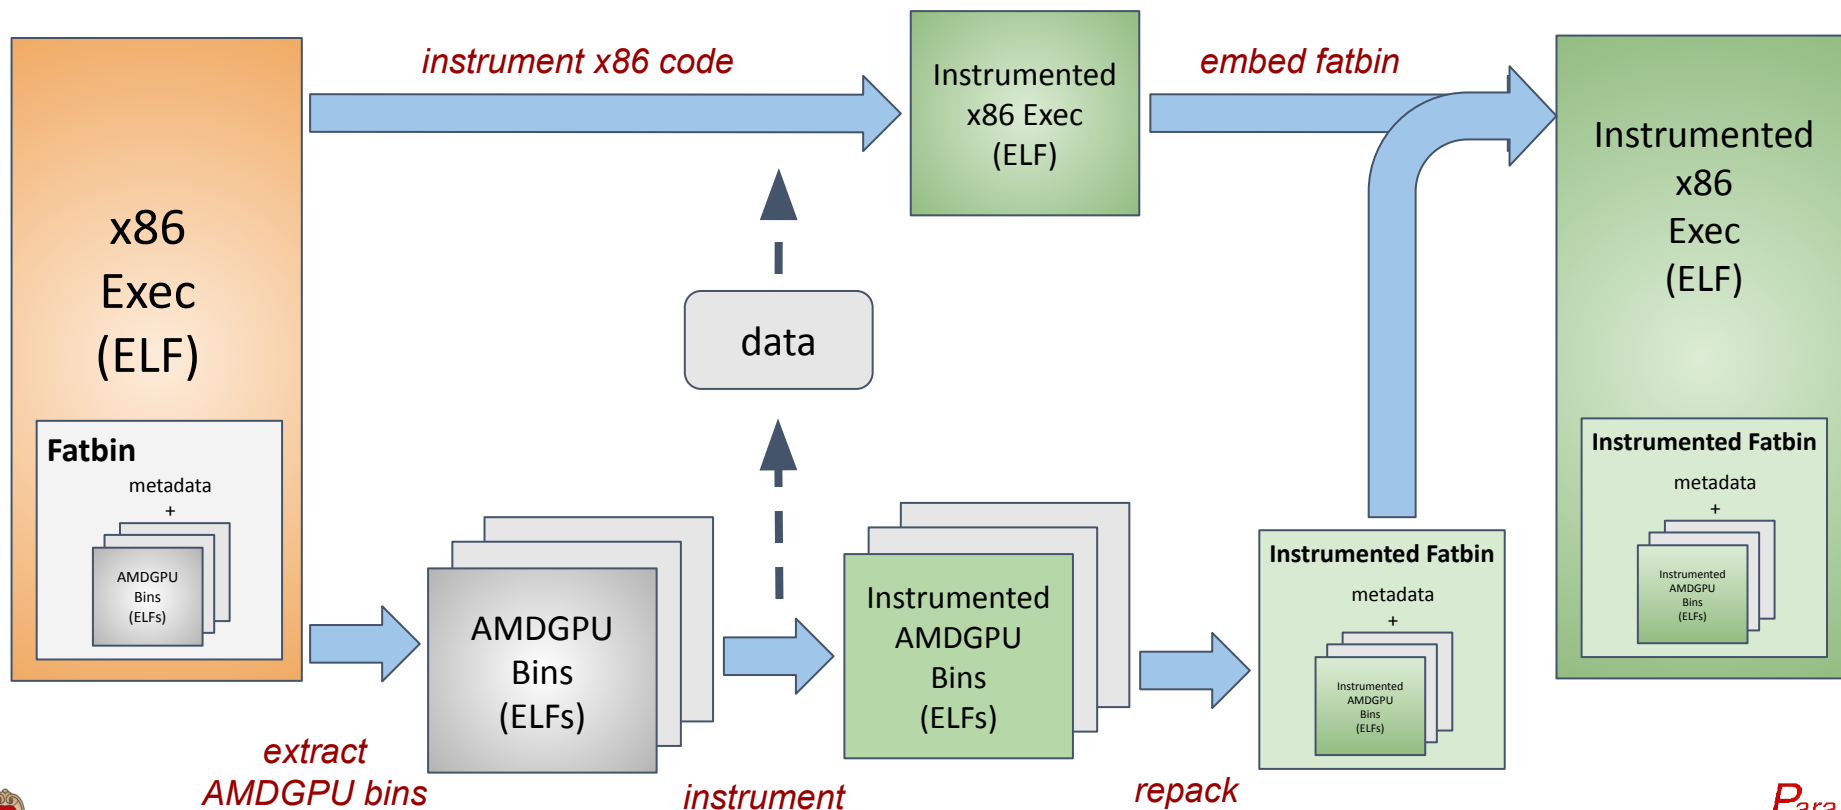 instrument x86 code
embed fatbin
x86
Exec
(ELF)
Fatbin
metadata
+
AMDGPU
Bins
(ELFs)
Instrumented
x86 Exec
(ELF)
data
extract
AMDGPU bins
AMDGPU
Bins
(ELFs)
instrument
Instrumented
AMDGPU
Bins
(ELFs)
repack
Instrumented Fatbin
metadata
+
Instrumented
AMDGPU
Bins
(ELFs)
Instrumented
x86
Exec
(ELF)
Instrumented Fatbin
metadata
+
Instrumented
AMDGPU
Bins
(ELFs)